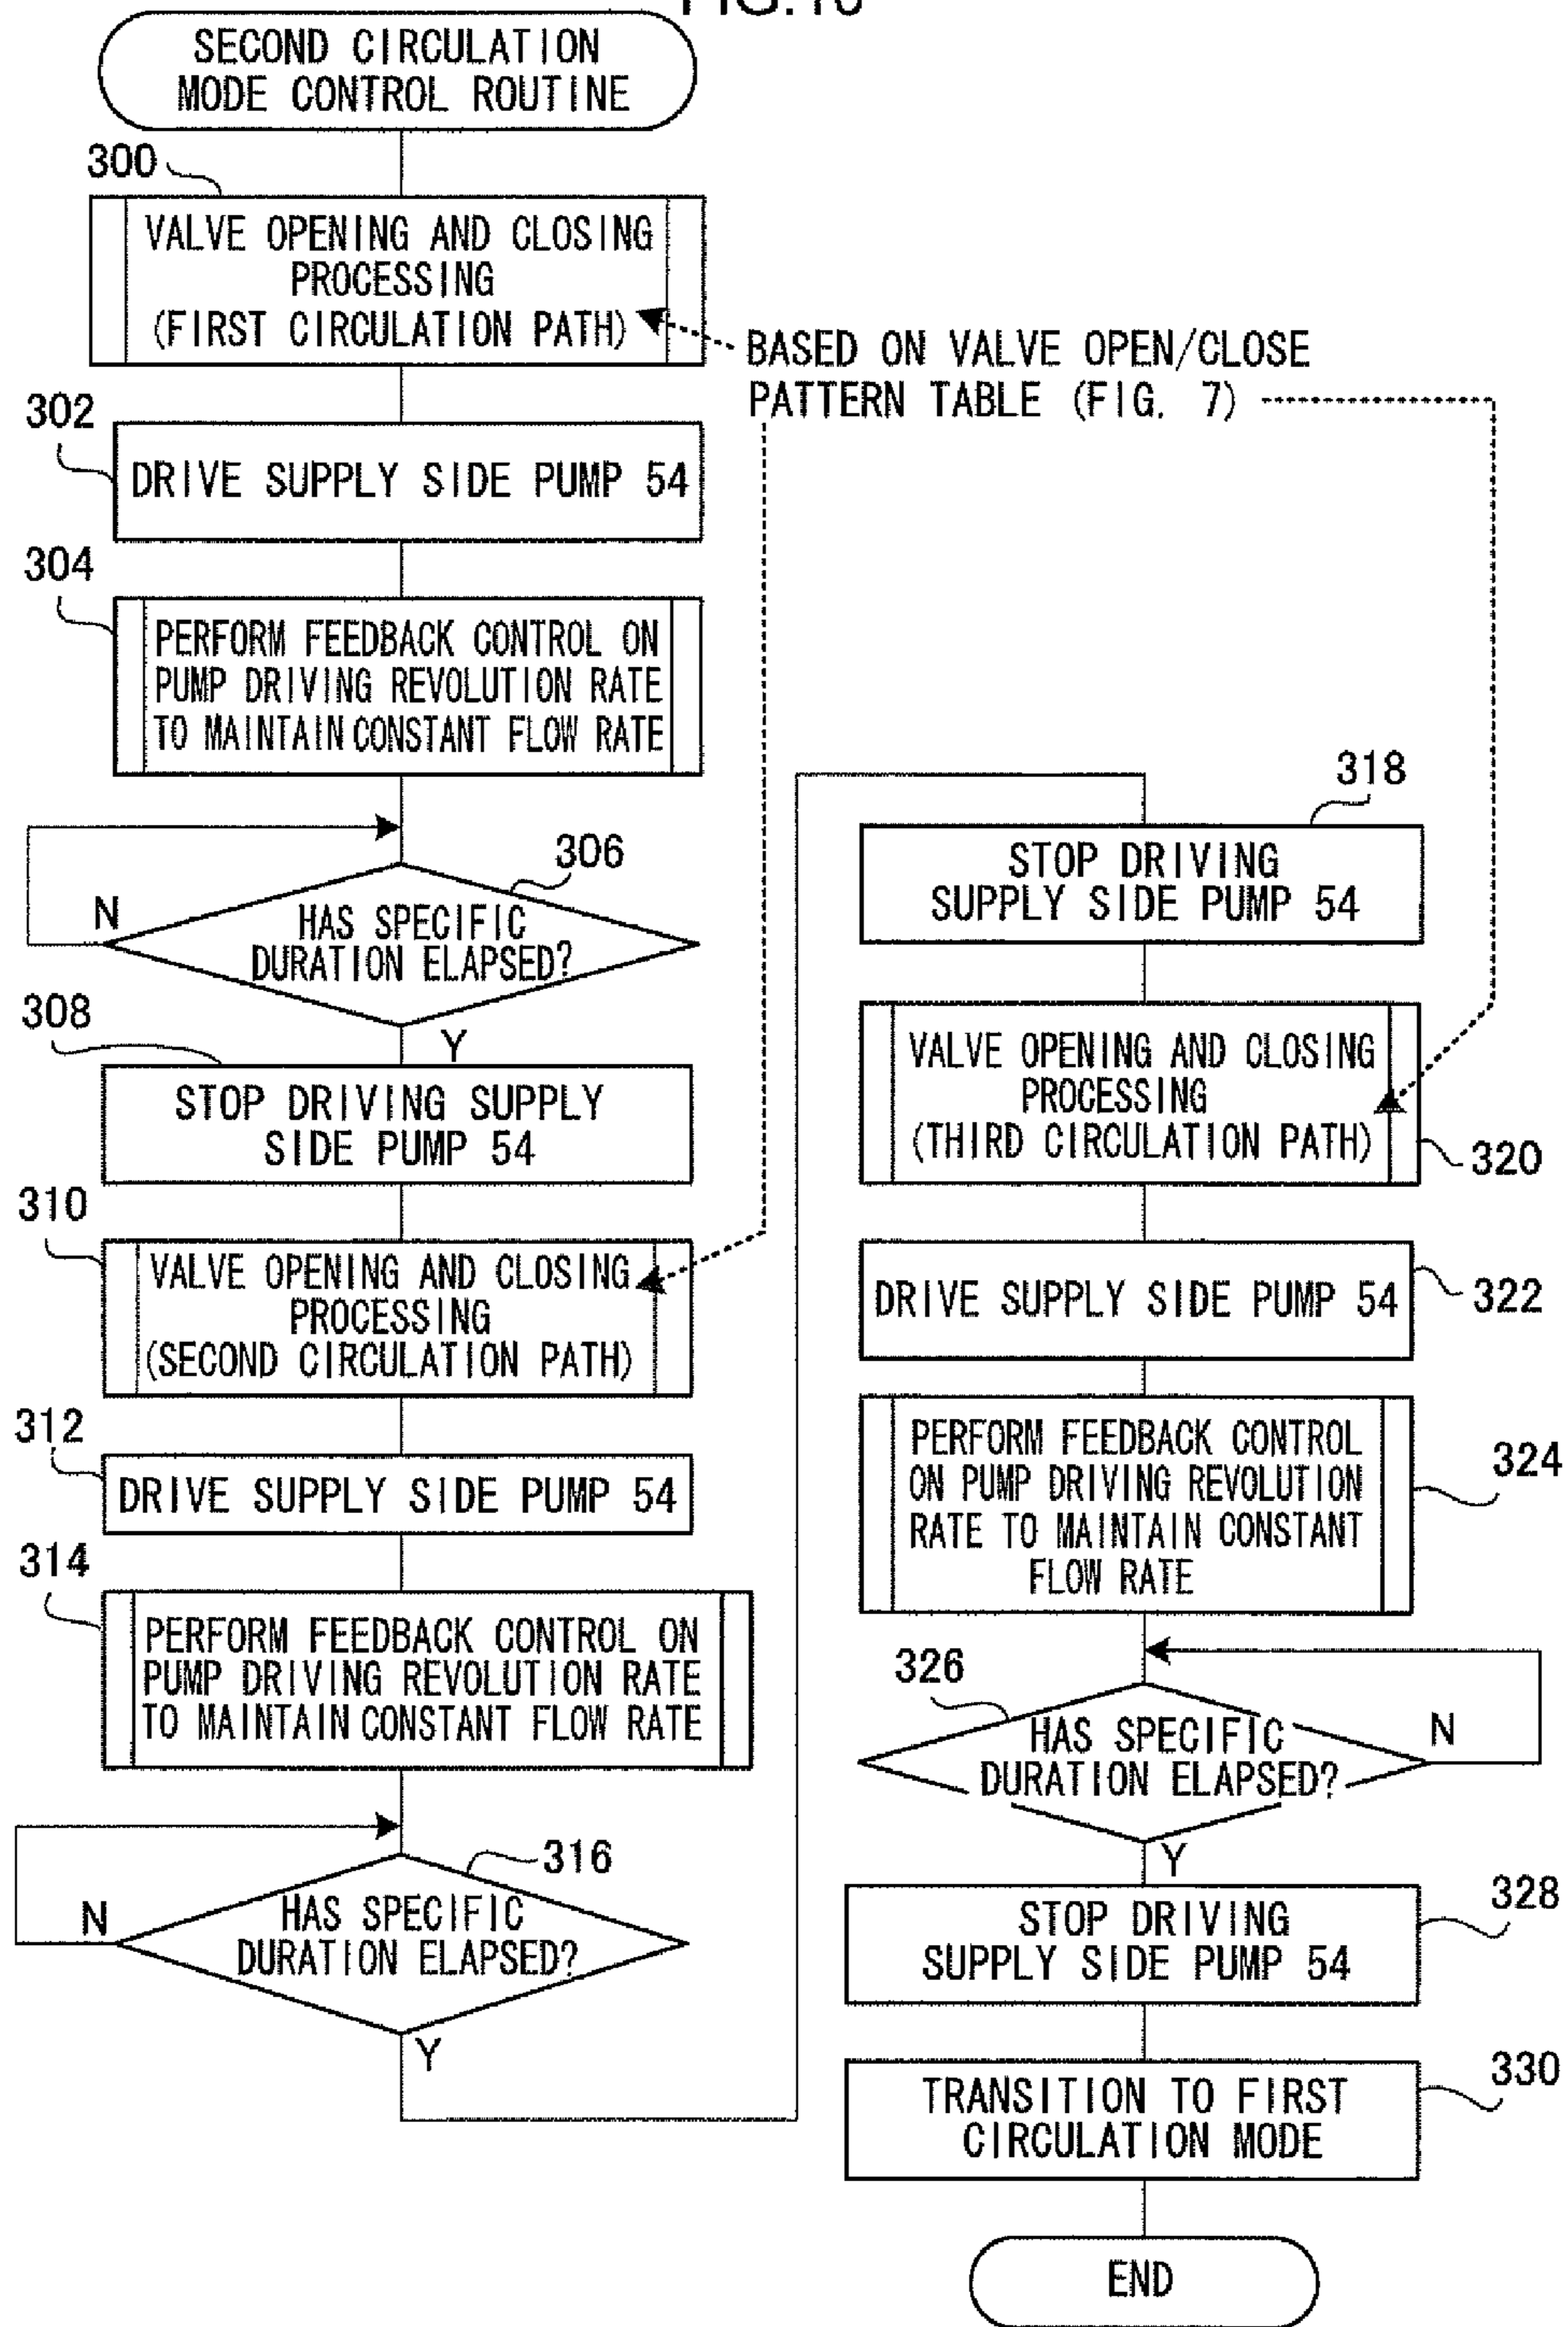 SECOND CIRCULATION
MODE CONTROL ROUTINE
300
VALVE OPENING AND CLOSING
PROCESSING
(FIRST CIRCULATION PATH)
BASED ON VALVE OPEN/CLOSE
PATTERN TABLE (FIG. 7)
302
DRIVE SUPPLY SIDE PUMP 54
304
PERFORM FEEDBACK CONTROL ON
PUMP DRIVING REVOLUTION RATE
TO MAINTAIN CONSTANT FLOW RATE
306
N
HAS SPECIFIC
DURATION ELAPSED?
Y
308
STOP DRIVING SUPPLY
SIDE PUMP 54
310
VALVE OPENING AND CLOSING
PROCESSING
(SECOND CIRCULATION PATH)
312
DRIVE SUPPLY SIDE PUMP 54
314
PERFORM FEEDBACK CONTROL ON
PUMP DRIVING REVOLUTION RATE
TO MAINTAIN CONSTANT FLOW RATE
316
N
HAS SPECIFIC
DURATION ELAPSED?
Y
318
STOP DRIVING
SUPPLY SIDE PUMP 54
VALVE OPENING AND CLOSING
PROCESSING
(THIRD CIRCULATION PATH)
320
DRIVE SUPPLY SIDE PUMP 54
322
PERFORM FEEDBACK CONTROL
ON PUMP DRIVING REVOLUTION
RATE TO MAINTAIN CONSTANT
FLOW RATE
324
326
HAS SPECIFIC
DURATION ELAPSED?
N
Y
STOP DRIVING
SUPPLY SIDE PUMP 54
328
TRANSITION TO FIRST
CIRCULATION MODE
330
END